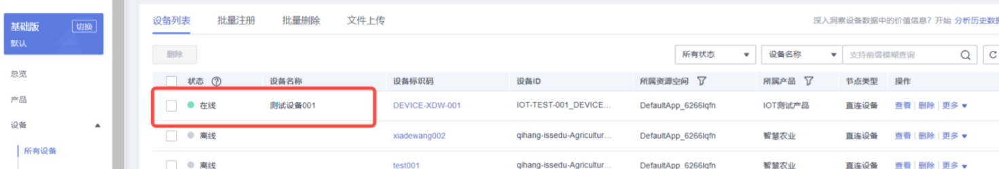 基础版 切换
默认
总览
产品
设备
所有设备
设备列表 批量注册 批量删除 文件上传
深入洞察设备数据中的价值信息？开始 分析历史数据
删除 所有状态 设备名称 支持前缀模糊查询
状态 设备名称 设备标识码 设备ID 所属资源空间 所属产品 节点类型 操作
在线 测试设备001 DEVICE-XDW-001 IOT-TEST-001_DEVICE... DefaultApp_6266lqfn IOT测试产品 直连设备 查看 | 删除 | 更多
离线 xiadewang002 qihang-issedu-Agricultur... DefaultApp_6266lqfn 智慧农业 直连设备 查看 | 删除 | 更多
离线 test001 qihang-issedu-Agricultur... DefaultApp_6266lqfn 智慧农业 直连设备 查看 | 删除 | 更多